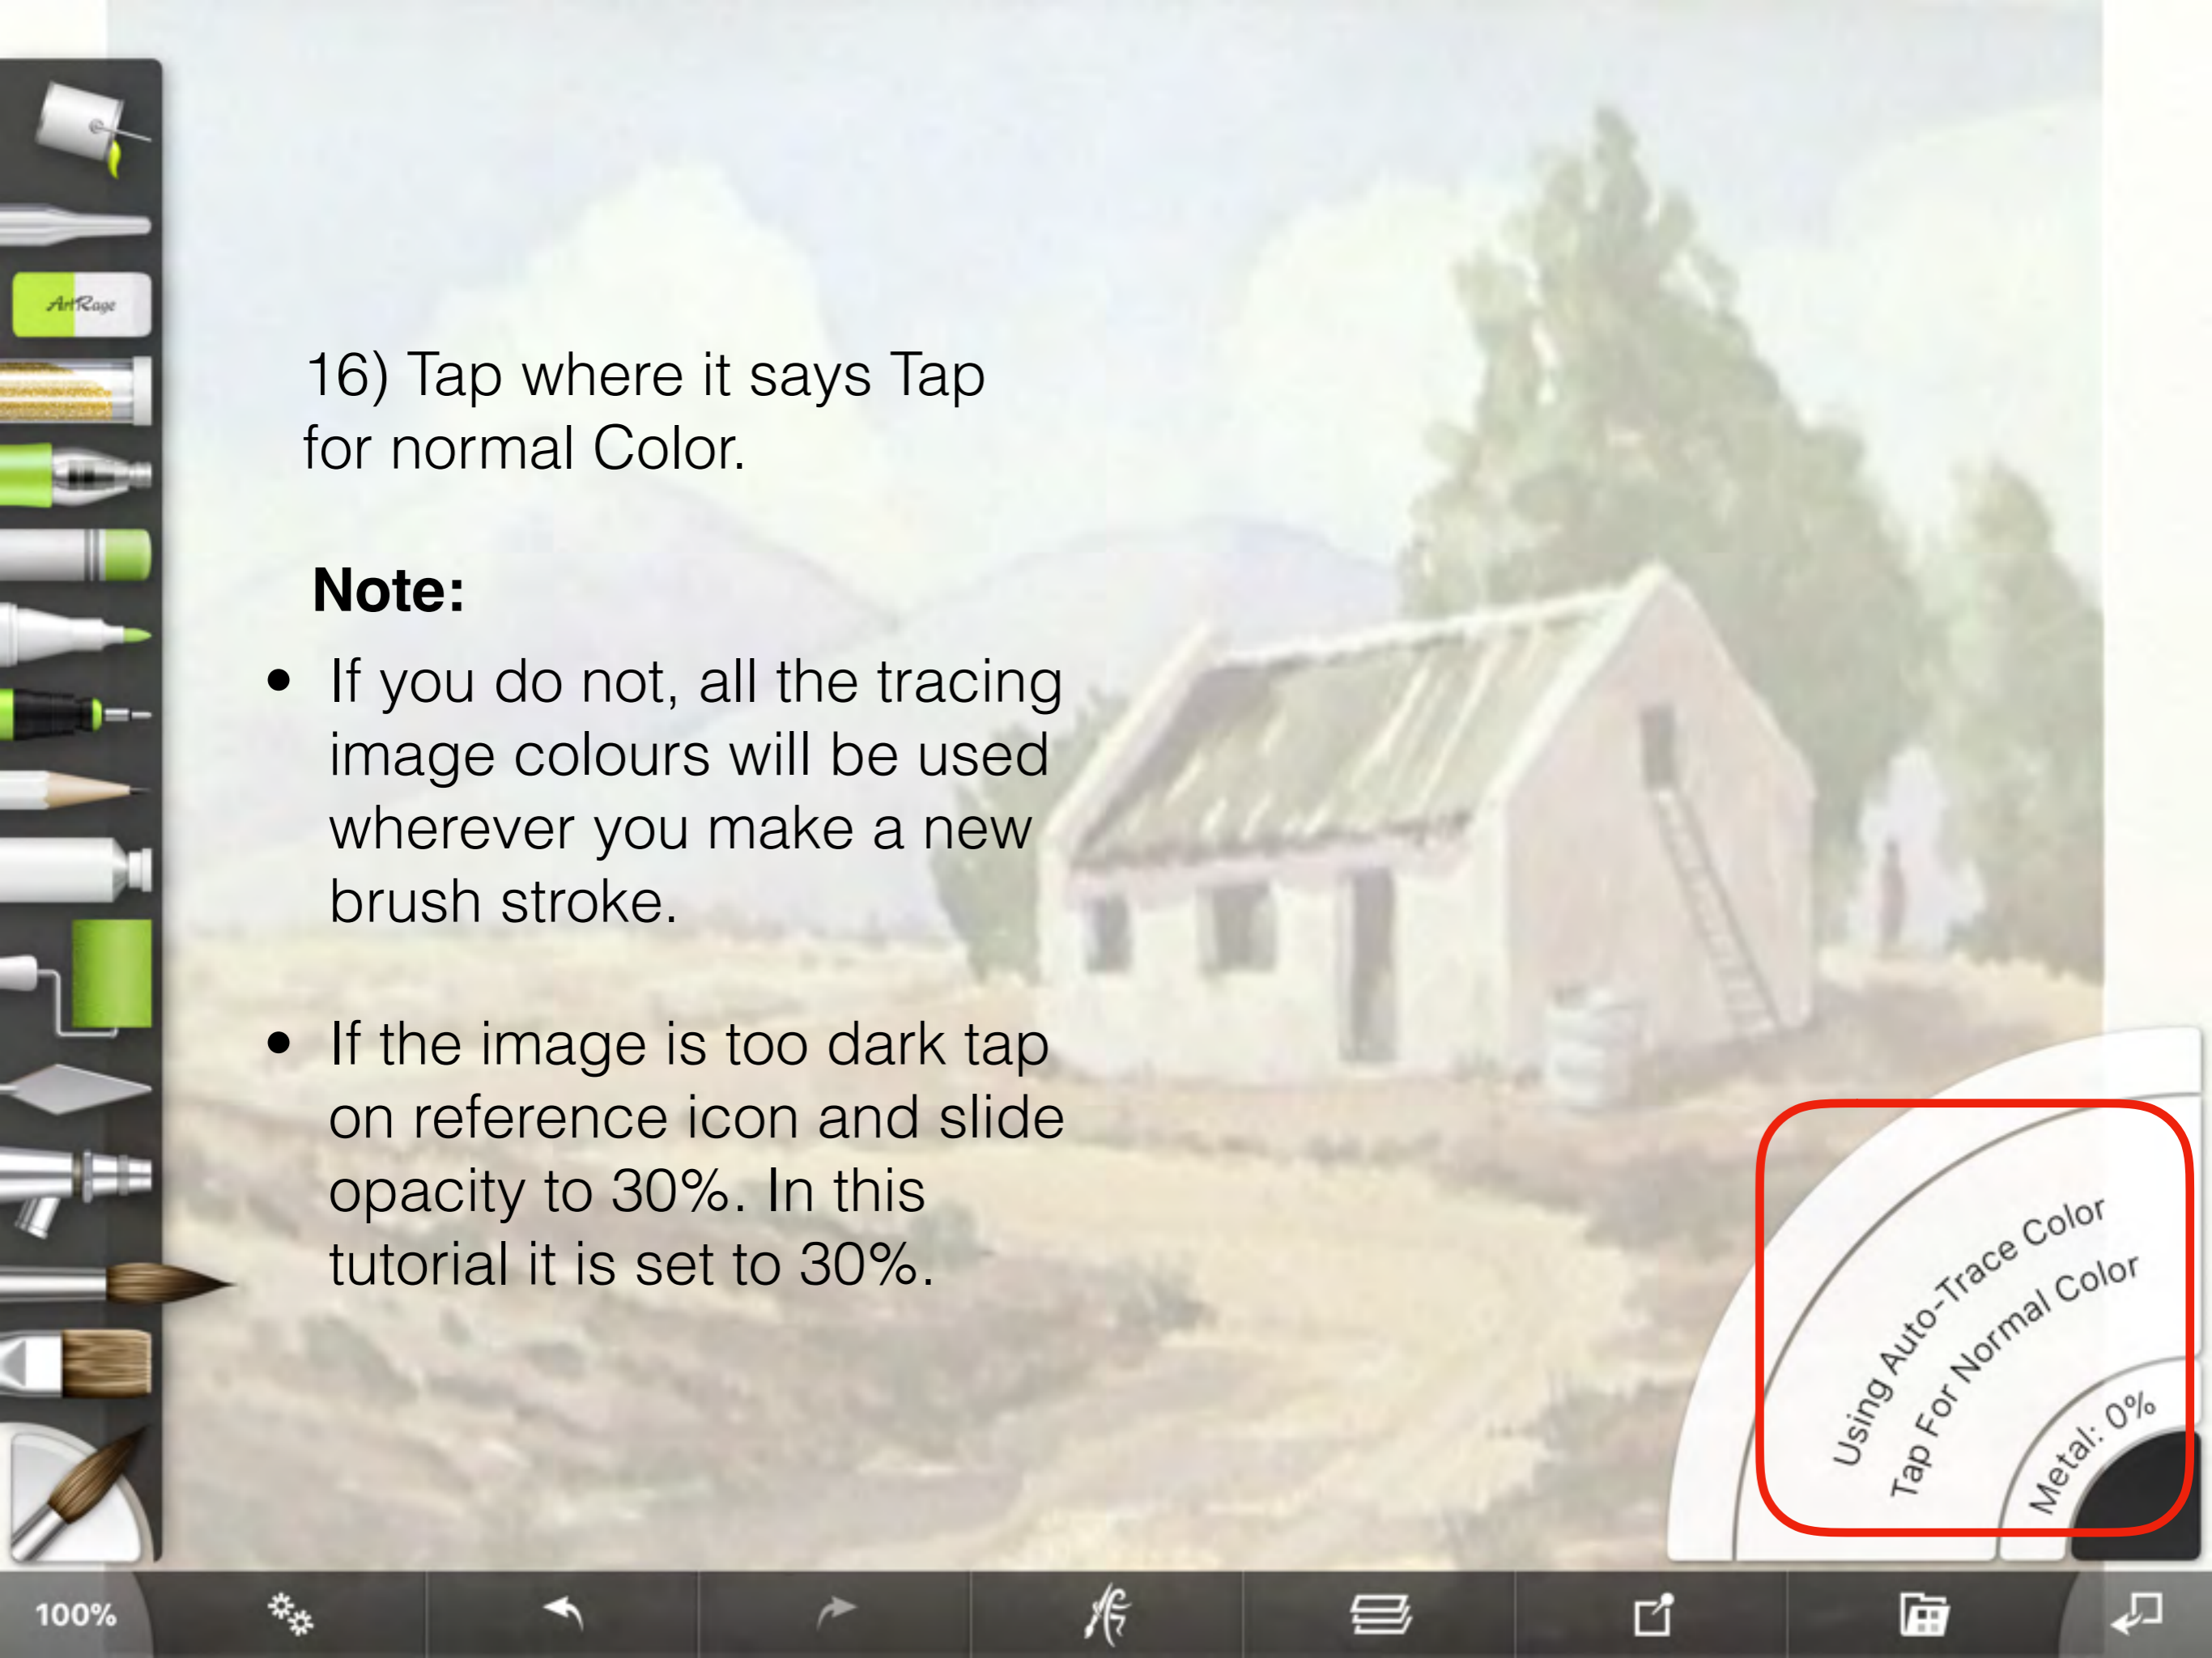 ArtRage
16) Tap where it says Tap
for normal Color.
Note:
• If you do not, all the tracing
image colours will be used
wherever you make a new
brush stroke.
• If the image is too dark tap
on reference icon and slide
opacity to 30%. In this
tutorial it is set to 30%.
Using Auto-Trace Color
Tap For Normal Color
Metal: 0%
100%